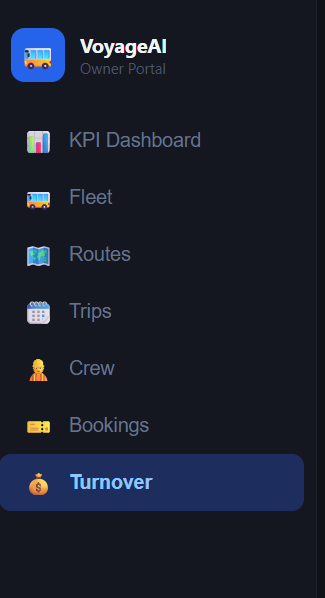 VoyageAI
Owner Portal
KPI Dashboard
Fleet
Routes
Trips
Crew
Bookings
Turnover